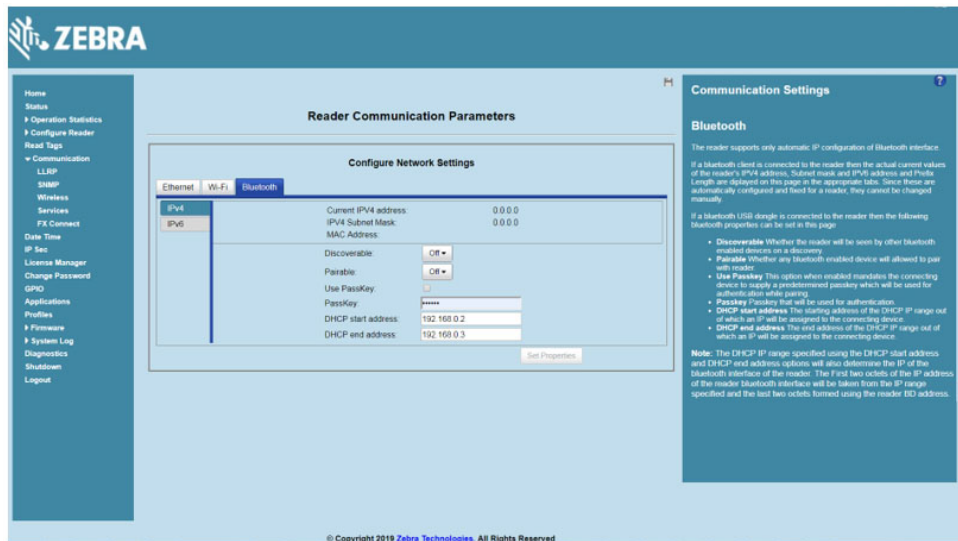 ZEBRA
Home
Status
Operation Statistics
Configure Reader
Read Tags
Communication
LLRP
SNMP
Wireless
Services
FX Connect
Date Time
IP Sec
License Manager
Change Password
GPIO
Applications
Profiles
Firmware
System Log
Diagnostics
Shutdown
Logout
Reader Communication Parameters
Configure Network Settings
Ethernet Wi-Fi Bluetooth
IPv4
IPv6
Current IPV4 address: 0.0.0.0
IPV4 Subnet Mask: 0.0.0.0
MAC Address:
Discoverable: Off
Pairable: Off
Use PassKey:
PassKey: ••••••
DHCP start address: 192.168.0.2
DHCP end address: 192.168.0.3
Set Properties
?
Communication Settings
Bluetooth
The reader supports only automatic IP configuration of Bluetooth interface.
If a bluetooth client is connected to the reader then the actual current values
of the reader's IPV4 address, Subnet mask and IPV6 address and Prefix
Length are diplayed on this page in the appropriate tabs. Since these are
automatically configured and fixed for a reader, they cannot be changed
manually.
If a bluetooth USB dongle is connected to the reader then the following
bluetooth properties can be set in this page
• Discoverable Whether the reader will be seen by other bluetooth
enabled devices on a discovery.
• Pairable Whether any bluetooth enabled device will allowed to pair
with reader.
• Use Passkey This option when enabled mandates the connecting
device to supply a predetermined passkey which will be used for
authentication while pairing.
• Passkey Passkey that will be used for authentication.
• DHCP start address The starting address of the DHCP IP range out
of which an IP will be assigned to the connecting device.
• DHCP end address The end address of the DHCP IP range out of
which an IP will be assigned to the connecting device.
Note: The DHCP IP range specified using the DHCP start address
and DHCP end address options will also determine the IP of the
bluetooth interface of the reader. The First two octets of the IP address
of the reader bluetooth interface will be taken from the IP range
specified and the last two octets formed using the reader BD address.
© Copyright 2019 Zebra Technologies. All Rights Reserved